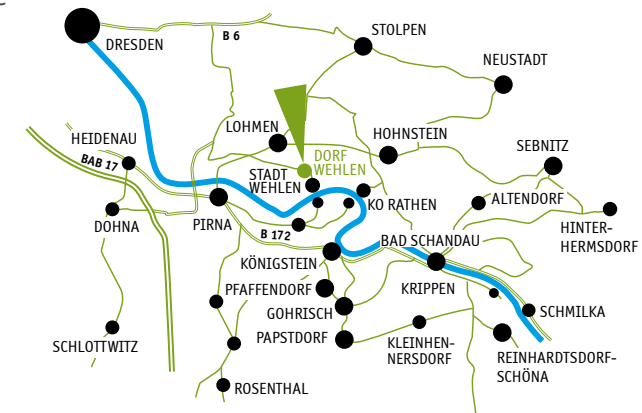 DRESDEN
B 6
STOLPEN
NEUSTADT
HEIDENAU
BAB 17
LOHMEN
HOHNSTEIN
SEBNITZ
DORF
WEHLEN
STADT
WEHLEN
KO RATHEN
ALTENDORF
DOHNA
PIRNA
B 172
BAD SCHANDAU
HINTER-
HERMSDORF
KÖNIGSTEIN
PFAFFENDORF
KRIPPEN
GOHRISCH
SCHMILKA
PAPSTDORF
SCHLOTTWITZ
KLEINHEN-
NERSDORF
REINHARDTSDORF-
SCHÖNA
ROSENTHAL